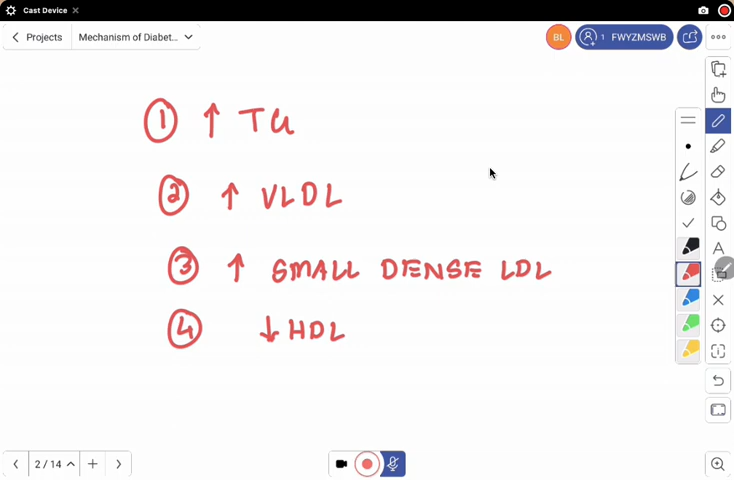 Cast Device
Projects
Mechanism of Diabet...
BL
1 FWYZMSWB
① ↑ TG
② ↑ VLDL
③ ↑ SMALL DENSE LDL
④ ↓ HDL
A
2 / 14